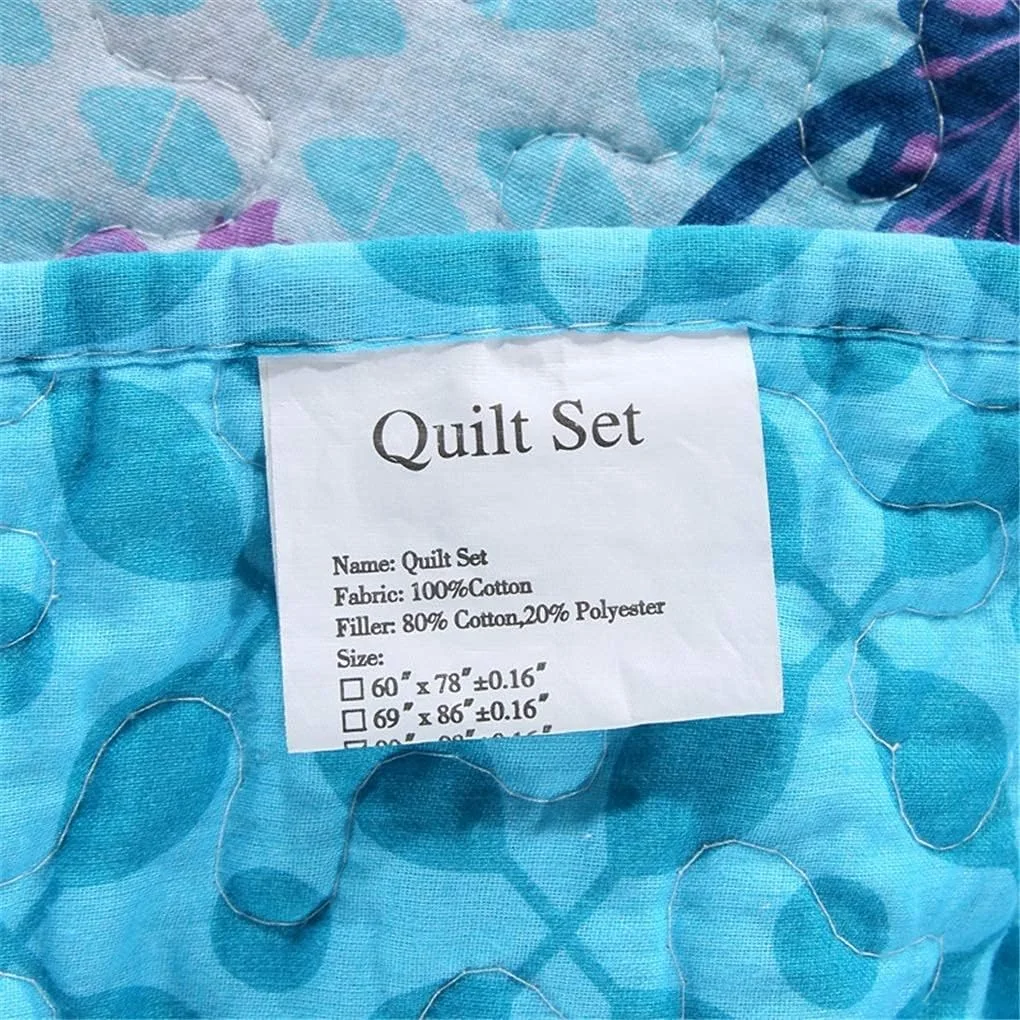 Quilt Set
Name: Quilt Set
Fabric: 100%Cotton
Filler: 80% Cotton,20% Polyester
Size:
□ 60" x 78"±0.16"
□ 69" x 86"±0.16"